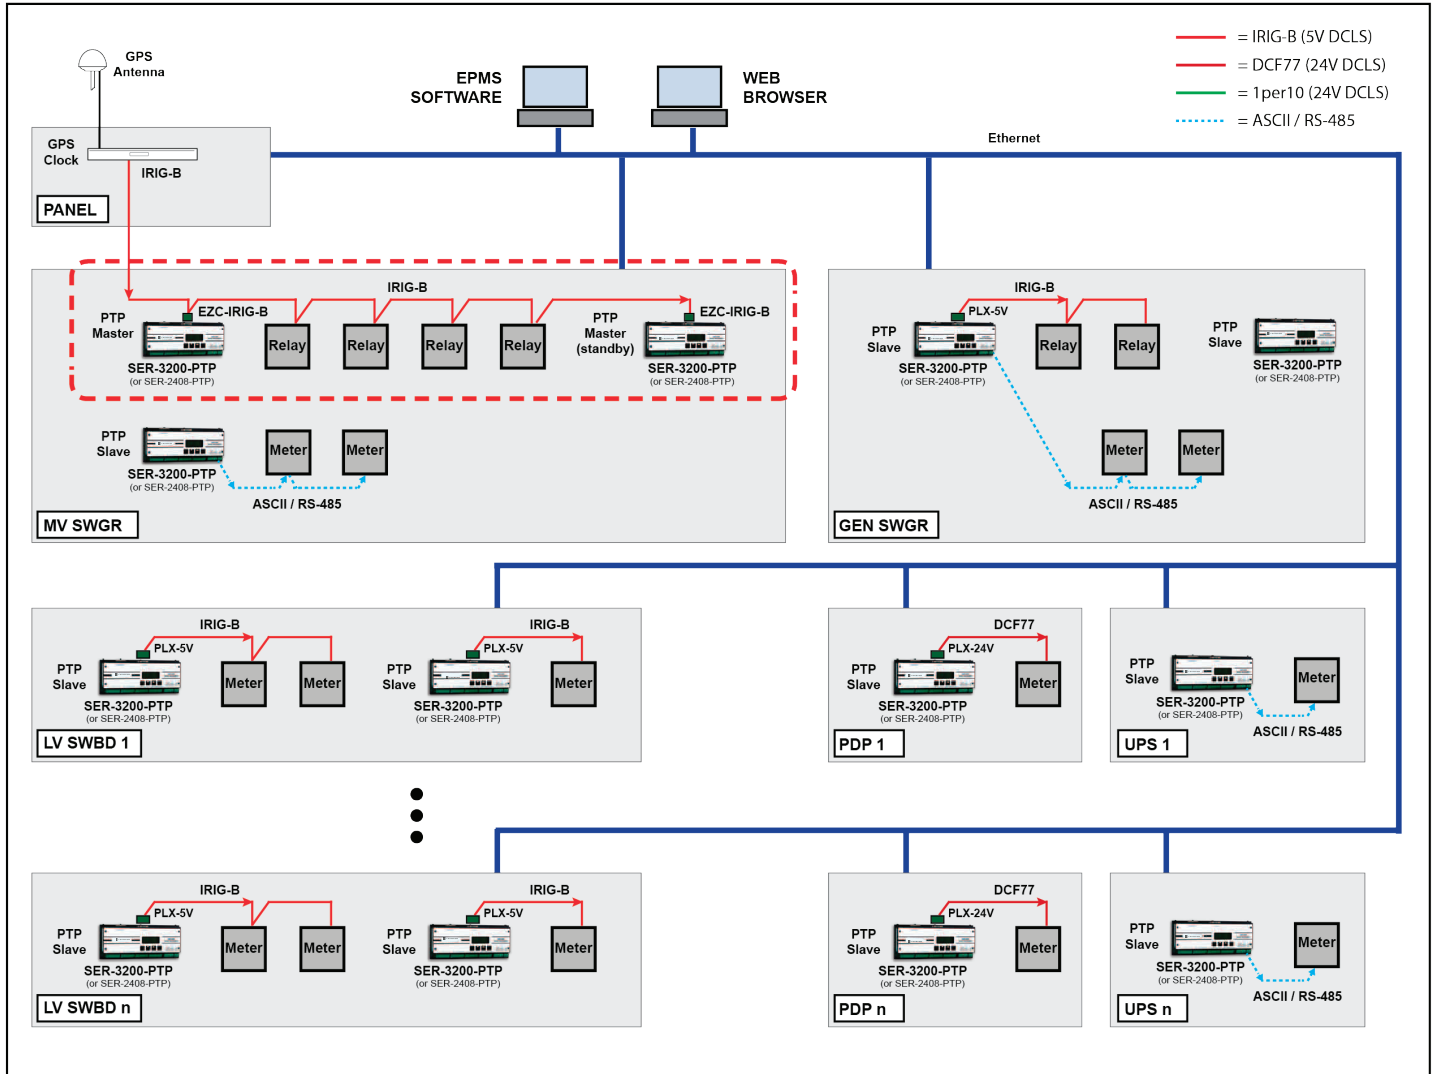 GPS
Antenna
EPMS
SOFTWARE
WEB
BROWSER
= IRIG-B (5V DCLS)
= DCF77 (24V DCLS)
= 1per10 (24V DCLS)
= ASCII / RS-485
Ethernet
GPS
Clock
IRIG-B
PANEL
IRIG-B
PTP
Master
EZC-IRIG-B
SER-3200-PTP
(or SER-2408-PTP)
Relay
Relay
Relay
Relay
PTP
Master
(standby)
EZC-IRIG-B
SER-3200-PTP
(or SER-2408-PTP)
PTP
Slave
SER-3200-PTP
(or SER-2408-PTP)
Meter
Meter
ASCII / RS-485
MV SWGR
IRIG-B
PLX-5V
PTP
Slave
SER-3200-PTP
(or SER-2408-PTP)
Relay
Relay
PTP
Slave
SER-3200-PTP
(or SER-2408-PTP)
Meter
Meter
ASCII / RS-485
GEN SWGR
IRIG-B
PLX-5V
PTP
Slave
SER-3200-PTP
(or SER-2408-PTP)
Meter
Meter
IRIG-B
PLX-5V
PTP
Slave
SER-3200-PTP
(or SER-2408-PTP)
Meter
LV SWBD 1
DCF77
PLX-24V
PTP
Slave
SER-3200-PTP
(or SER-2408-PTP)
Meter
PDP 1
PTP
Slave
SER-3200-PTP
(or SER-2408-PTP)
Meter
ASCII / RS-485
UPS 1
IRIG-B
PLX-5V
PTP
Slave
SER-3200-PTP
(or SER-2408-PTP)
Meter
Meter
IRIG-B
PLX-5V
PTP
Slave
SER-3200-PTP
(or SER-2408-PTP)
Meter
LV SWBD n
DCF77
PLX-24V
PTP
Slave
SER-3200-PTP
(or SER-2408-PTP)
Meter
PDP n
PTP
Slave
SER-3200-PTP
(or SER-2408-PTP)
Meter
ASCII / RS-485
UPS n